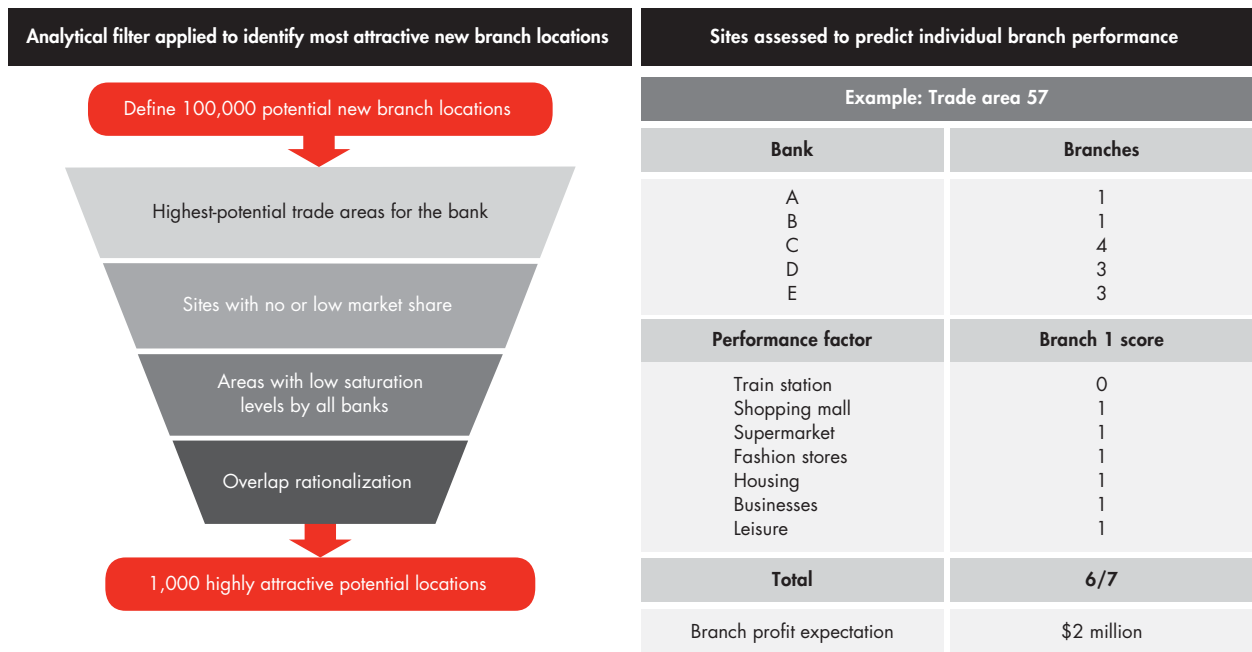 Analytical filter applied to identify most attractive new branch locations
Define 100,000 potential new branch locations
Highest-potential trade areas for the bank
Sites with no or low market share
Areas with low saturation
levels by all banks
Overlap rationalization
1,000 highly attractive potential locations
Sites assessed to predict individual branch performance
Example: Trade area 57
Bank Branches
A 1
B 1
C 4
D 3
E 3
Performance factor Branch 1 score
Train station 0
Shopping mall 1
Supermarket 1
Fashion stores 1
Housing 1
Businesses 1
Leisure 1
Total 6/7
Branch profit expectation $2 million